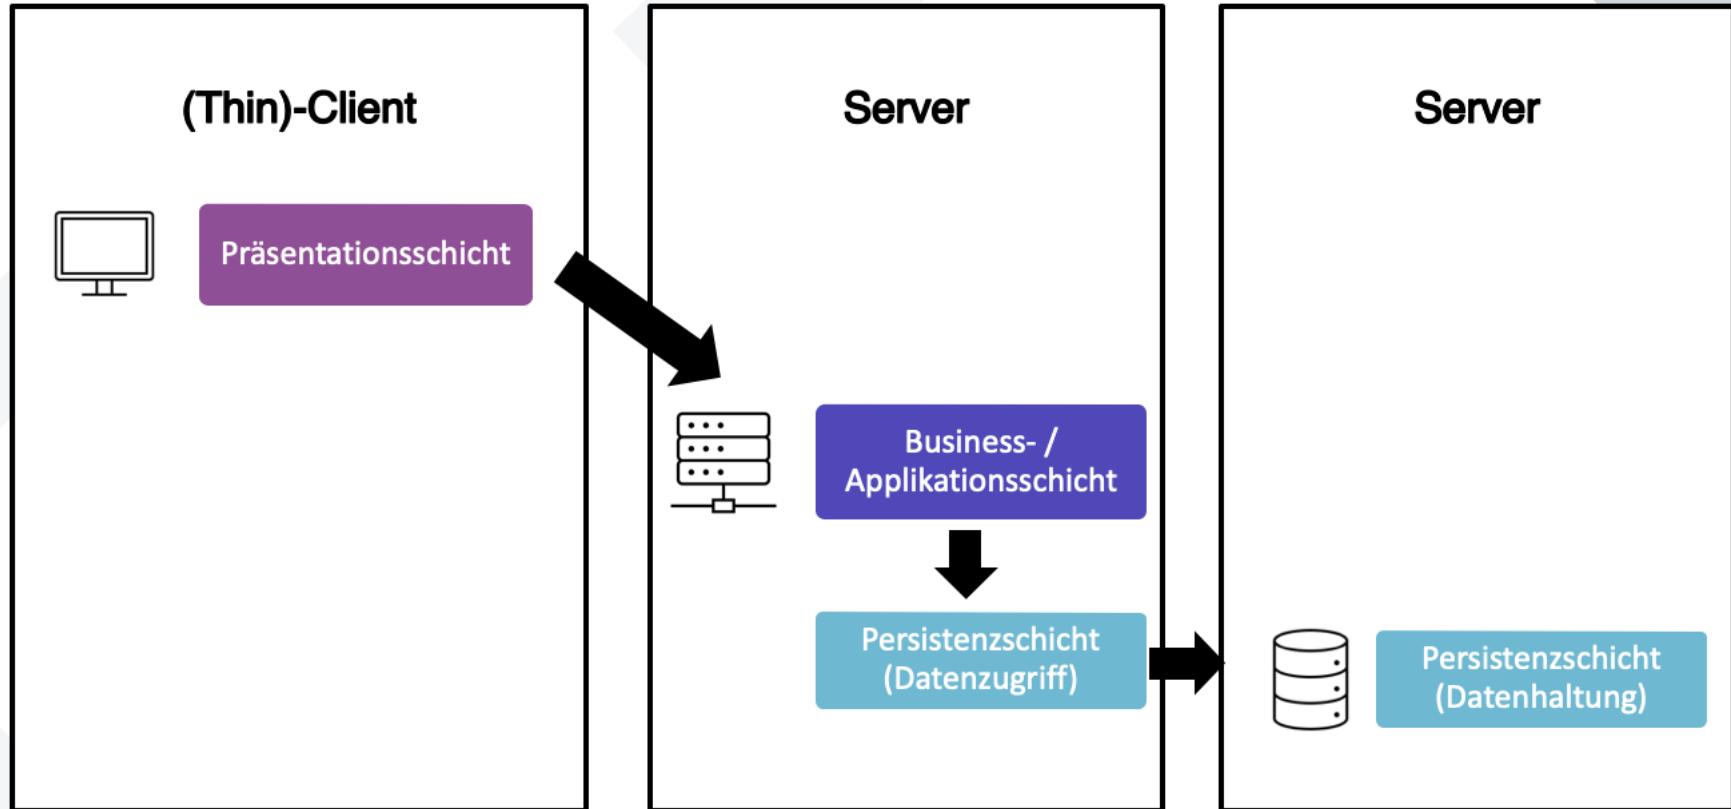 (Thin)-Client
Präsentationsschicht
Server
Business- /
Applikationsschicht
Persistenzschicht
(Datenzugriff)
Server
Persistenzschicht
(Datenhaltung)